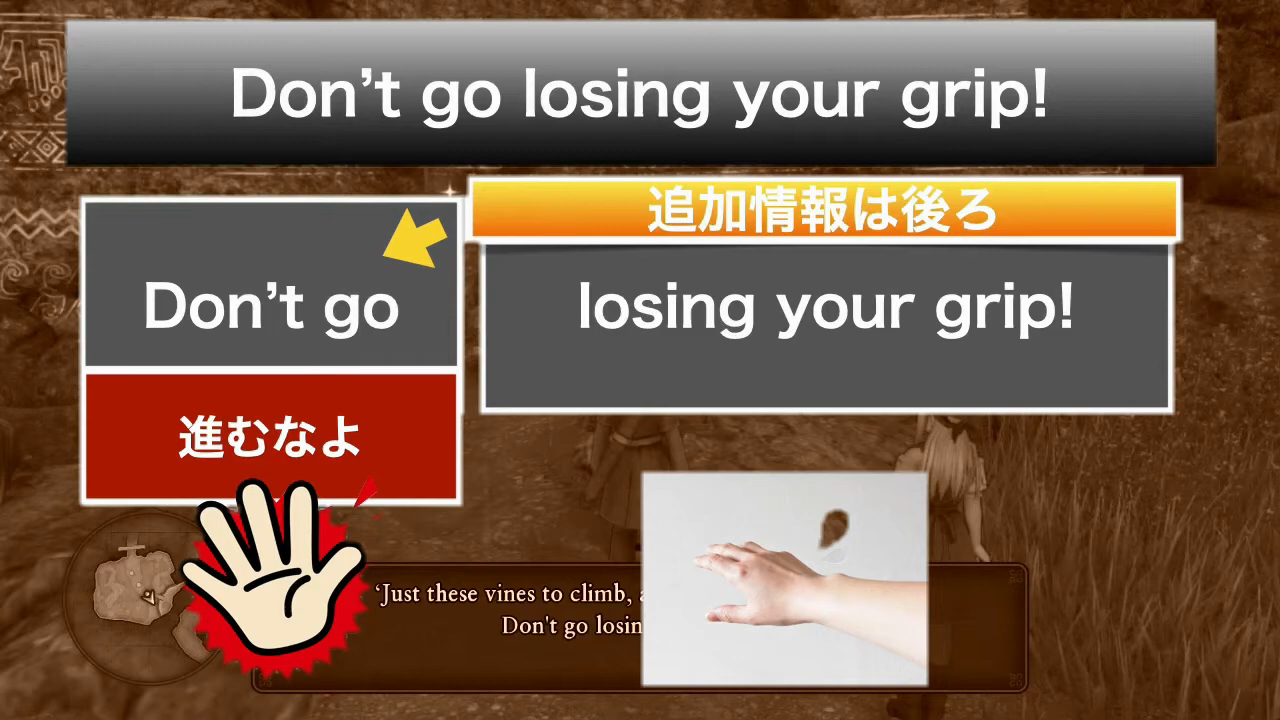 Don’t go losing your grip!
追加情報は後ろ
Don’t go
losing your grip!
進むなよ
‘Just these vines to climb,
Don't go losin